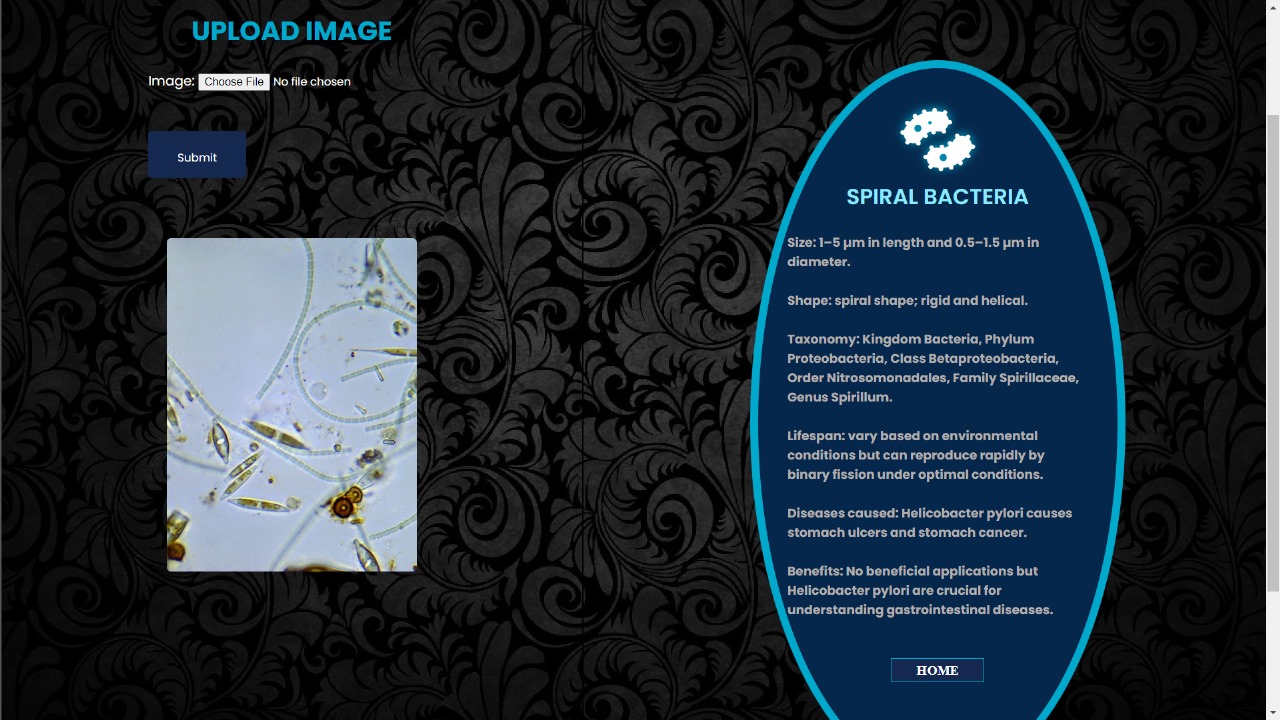 UPLOAD IMAGE
Image: Choose File No file chosen
Submit
SPIRAL BACTERIA
Size: 1–5 µm in length and 0.5–1.5 µm in
diameter.
Shape: spiral shape; rigid and helical.
Taxonomy: Kingdom Bacteria, Phylum
Proteobacteria, Class Betaproteobacteria,
Order Nitrosomonadales, Family Spirillaceae,
Genus Spirillum.
Lifespan: vary based on environmental
conditions but can reproduce rapidly by
binary fission under optimal conditions.
Diseases caused: Helicobacter pylori causes
stomach ulcers and stomach cancer.
Benefits: No beneficial applications but
Helicobacter pylori are crucial for
understanding gastrointestinal diseases.
HOME